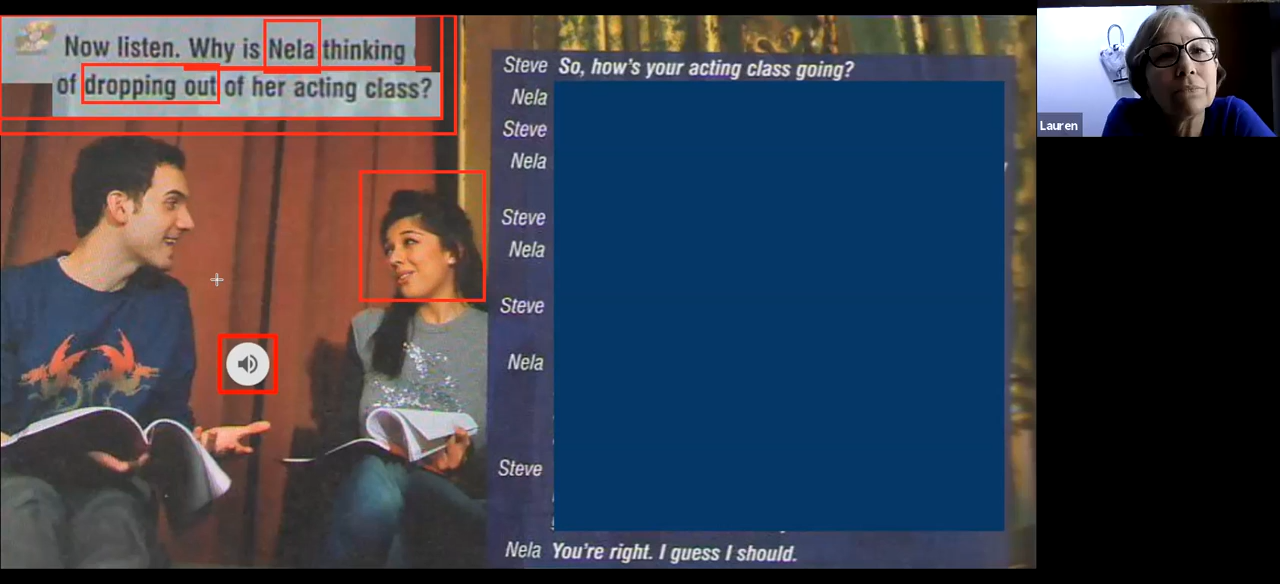 Now listen. Why is Nela thinking
of dropping out of her acting class?
Steve So, how's your acting class going?
Nela
Steve
Nela
Steve
Nela
Steve
Nela
Steve
Nela You're right. I guess I should.
Lauren